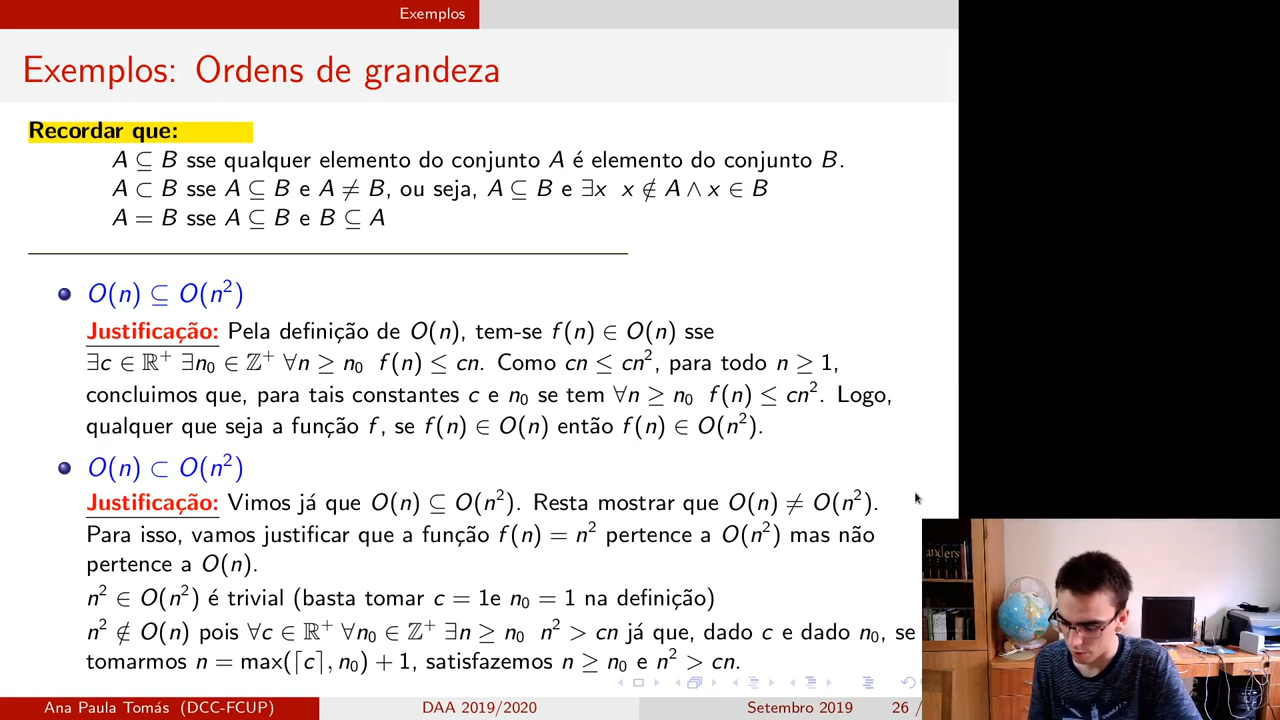 Exemplos
Exemplos: Ordens de grandeza
Recordar que:
A ⊆ B sse qualquer elemento do conjunto A é elemento do conjunto B.
A ⊂ B sse A ⊆ B e A ≠ B, ou seja, A ⊆ B e ∃x x ∉ A ∧ x ∈ B
A = B sse A ⊆ B e B ⊆ A
O(n) ⊆ O(n²)
Justificação: Pela definição de O(n), tem-se f(n) ∈ O(n) sse
∃c ∈ ℝ⁺ ∃n₀ ∈ ℤ⁺ ∀n ≥ n₀ f(n) ≤ cn. Como cn ≤ cn², para todo n ≥ 1,
concluimos que, para tais constantes c e n₀ se tem ∀n ≥ n₀ f(n) ≤ cn². Logo,
qualquer que seja a função f, se f(n) ∈ O(n) então f(n) ∈ O(n²).
O(n) ⊂ O(n²)
Justificação: Vimos já que O(n) ⊆ O(n²). Resta mostrar que O(n) ≠ O(n²).
Para isso, vamos justificar que a função f(n) = n² pertence a O(n²) mas não
pertence a O(n).
n² ∈ O(n²) é trivial (basta tomar c = 1e n₀ = 1 na definição)
n² ∉ O(n) pois ∀c ∈ ℝ⁺ ∀n₀ ∈ ℤ⁺ ∃n ≥ n₀ n² > cn já que, dado c e dado n₀, se
tomarmos n = max(⌈c⌉, n₀) + 1, satisfazemos n ≥ n₀ e n² > cn.
anders
Ana Paula Tomás (DCC-FCUP) DAA 2019/2020 Setembro 2019 26 /